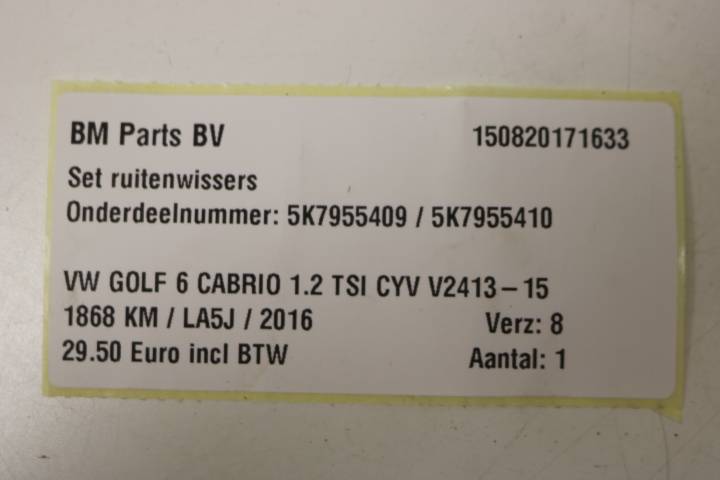 BM Parts BV 150820171633
Set ruitenwissers
Onderdeelnummer: 5K7955409 / 5K7955410
VW GOLF 6 CABRIO 1.2 TSI CYV V2413-15
1868 KM / LA5J / 2016 Verz: 8
29.50 Euro incl BTW Aantal: 1